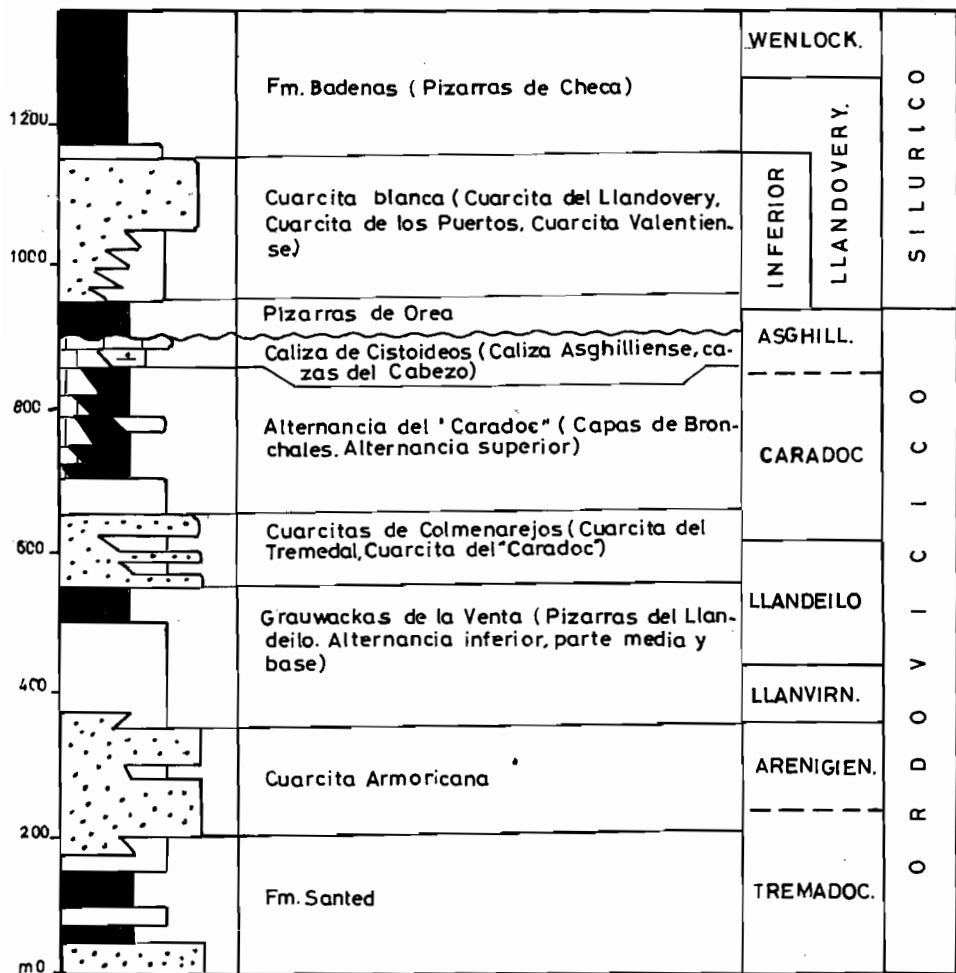 1200
1000
800
600
400
200
m0
Fm. Badenas (Pizarras de Checa)
Cuarcita blanca (Cuarcita del Llandovery,
Cuarcita de los Puertos, Cuarcita Valentien-
se)
Pizarras de Orea
Caliza de Cistoideos (Caliza Asghilliense, ca-
zas del Cabezo)
Alternancia del "Caradoc" (Capas de Bron-
chales. Alternancia superior)
Cuarcitas de Colmenarejos (Cuarcita del
Tremedal, Cuarcita del "Caradoc")
Grauwackas de la Venta (Pizarras del Llan-
deilo. Alternancia inferior, parte media y
base)
Cuarcita Armoricana
Fm. Santed
WENLOCK.
INFERIOR
LLANDOVERY.
ASGHILL.
CARADOC
LLANDEILO
LLANVIRN.
ARENIGIEN.
TREMADOC.
SILURICO
ORDOVICICO